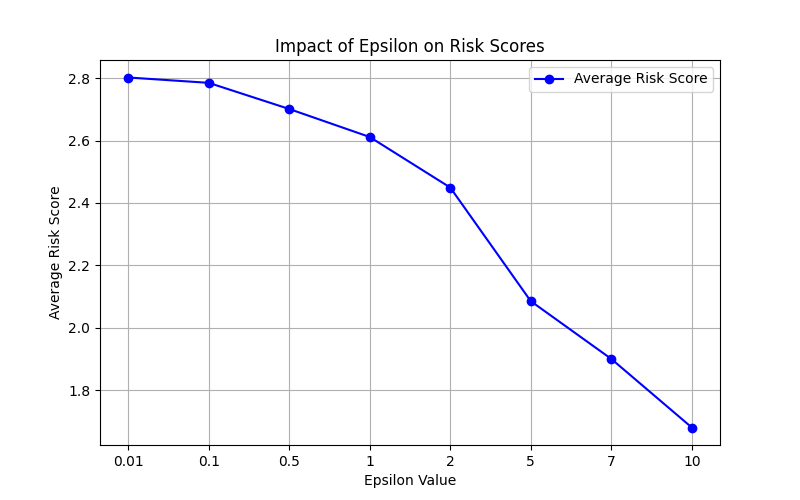 Impact of Epsilon on Risk Scores
Average Risk Score
2.8
2.6
2.4
2.2
2.0
1.8
Average Risk Score
0.01 0.1 0.5 1 2 5 7 10
Epsilon Value